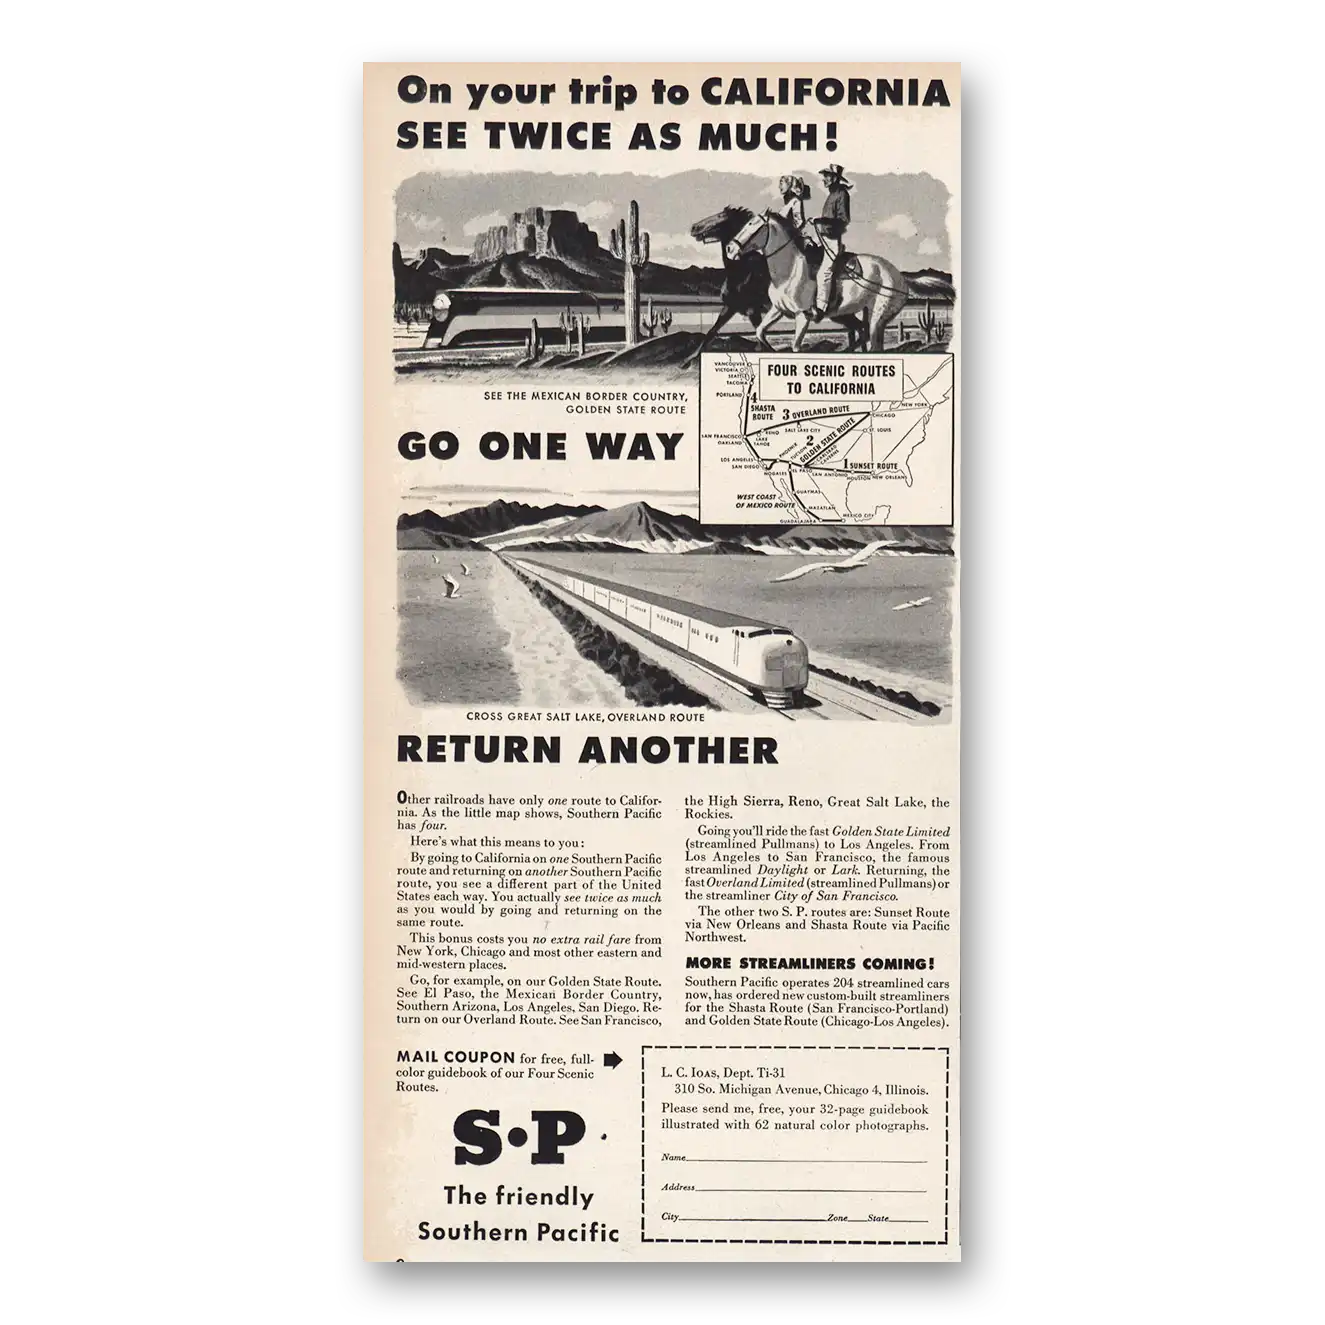 On your trip to CALIFORNIA
SEE TWICE AS MUCH!
SEE THE MEXICAN BORDER COUNTRY,
GOLDEN STATE ROUTE
FOUR SCENIC ROUTES
TO CALIFORNIA
VANCOUVER
VICTORIA
SEATTLE
TACOMA
PORTLAND
4
SHASTA
ROUTE
3 OVERLAND ROUTE
NEW YORK
CHICAGO
SAN FRANCISCO
OAKLAND
RENO
LAKE
TAHOE
SALT LAKE CITY
2
GOLDEN STATE ROUTE
ST. LOUIS
PHOENIX
TUCSON
CARLSBAD
CAVERNS
LOS ANGELES
SAN DIEGO
NOGALES
EL PASO
SAN ANTONIO
1 SUNSET ROUTE
HOUSTON
NEW ORLEANS
GUAYMAS
WEST COAST
OF MEXICO ROUTE
MAZATLAN
GUADALAJARA
MEXICO CITY
GO ONE WAY
CROSS GREAT SALT LAKE, OVERLAND ROUTE
RETURN ANOTHER
Other railroads have only one route to Califor-
nia. As the little map shows, Southern Pacific
has four.
Here's what this means to you:
By going to California on one Southern Pacific
route and returning on another Southern Pacific
route, you see a different part of the United
States each way. You actually see twice as much
as you would by going and returning on the
same route.
This bonus costs you no extra rail fare from
New York, Chicago and most other eastern and
mid-western places.
Go, for example, on our Golden State Route.
See El Paso, the Mexican Border Country,
Southern Arizona, Los Angeles, San Diego. Re-
turn on our Overland Route. See San Francisco,
the High Sierra, Reno, Great Salt Lake, the
Rockies.
Going you'll ride the fast Golden State Limited
(streamlined Pullmans) to Los Angeles. From
Los Angeles to San Francisco, the famous
streamlined Daylight or Lark. Returning, the
fast Overland Limited (streamlined Pullmans) or
the streamliner City of San Francisco.
The other two S. P. routes are: Sunset Route
via New Orleans and Shasta Route via Pacific
Northwest.
MORE STREAMLINERS COMING!
Southern Pacific operates 204 streamlined cars
now, has ordered new custom-built streamliners
for the Shasta Route (San Francisco-Portland)
and Golden State Route (Chicago-Los Angeles).
MAIL COUPON for free, full-
color guidebook of our Four Scenic
Routes.
S·P
The friendly
Southern Pacific
L. C. IOAS, Dept. Ti-31
310 So. Michigan Avenue, Chicago 4, Illinois.
Please send me, free, your 32-page guidebook
illustrated with 62 natural color photographs.
Name
Address
City Zone State